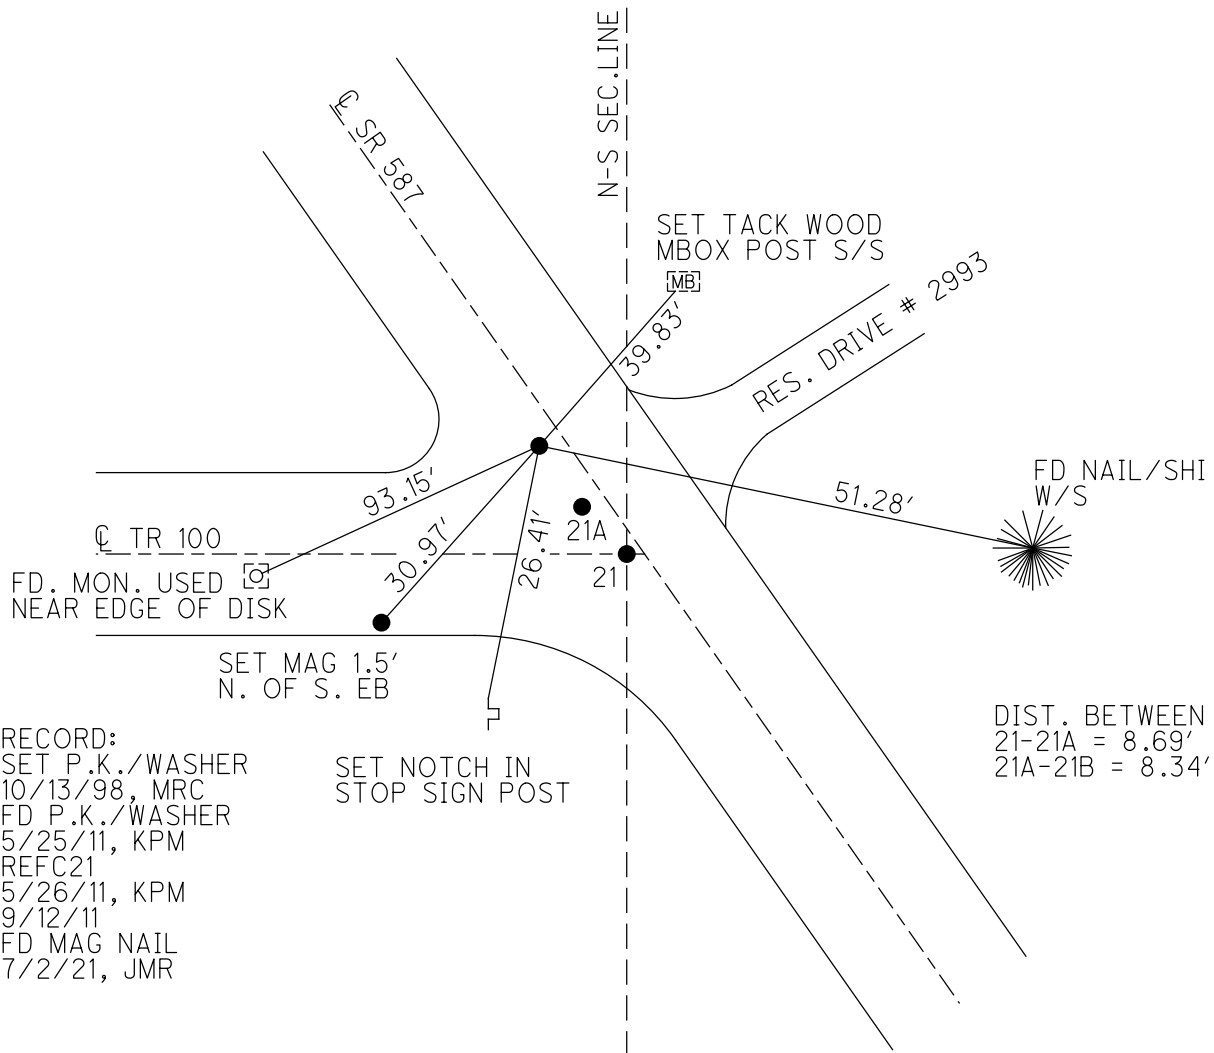 N-S SEC.LINE
℄ SR 587
SET TACK WOOD
MBOX POST S/S
MB
39.83'
RES. DRIVE # 2993
93.15'
FD NAIL/SHI
W/S
51.28'
℄ TR 100
30.97'
26.41'
21A
21
FD. MON. USED
NEAR EDGE OF DISK
SET MAG 1.5'
N. OF S. EB
DIST. BETWEEN
21-21A = 8.69'
21A-21B = 8.34'
RECORD:
SET P.K./WASHER
10/13/98, MRC
FD P.K./WASHER
5/25/11, KPM
REFC21
5/26/11, KPM
9/12/11
FD MAG NAIL
7/2/21, JMR
SET NOTCH IN
STOP SIGN POST